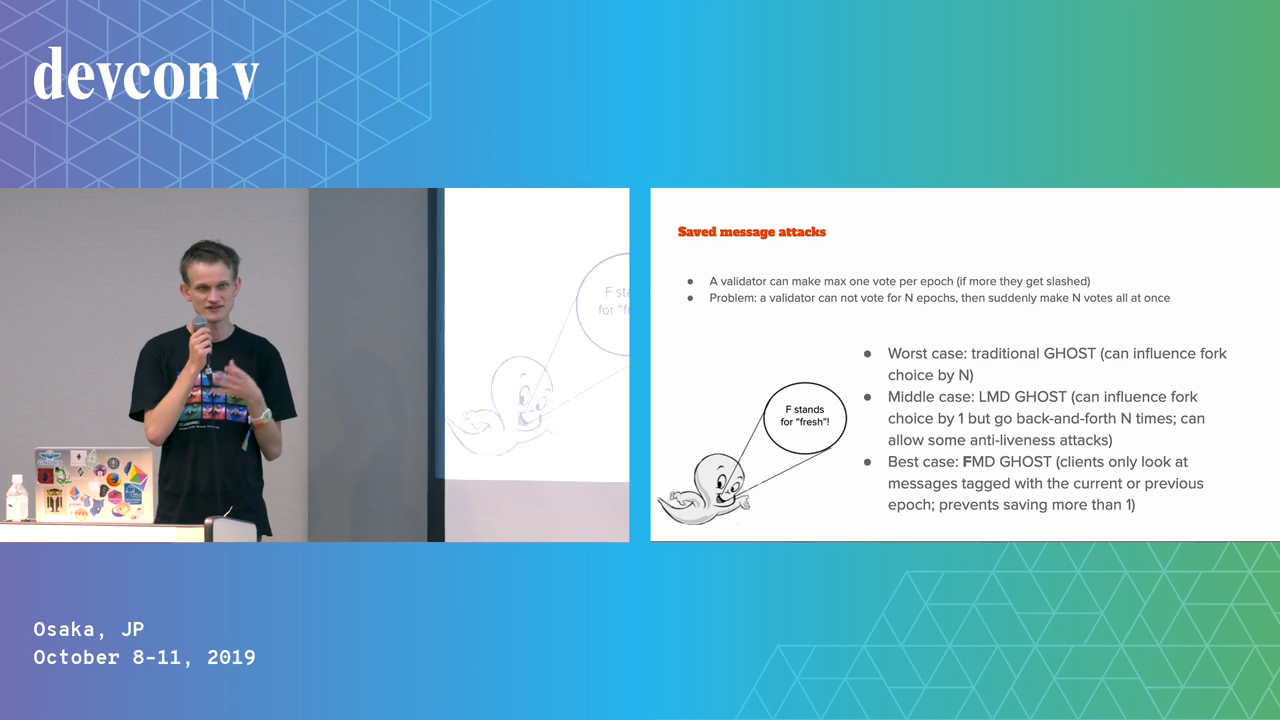 devcon v
F sta
for "fr
Saved message attacks
● A validator can make max one vote per epoch (if more they get slashed)
● Problem: a validator can not vote for N epochs, then suddenly make N votes all at once
F stands
for "fresh"!
● Worst case: traditional GHOST (can influence fork
choice by N)
● Middle case: LMD GHOST (can influence fork
choice by 1 but go back-and-forth N times; can
allow some anti-liveness attacks)
● Best case: FMD GHOST (clients only look at
messages tagged with the current or previous
epoch; prevents saving more than 1)
Osaka, JP
October 8-11, 2019